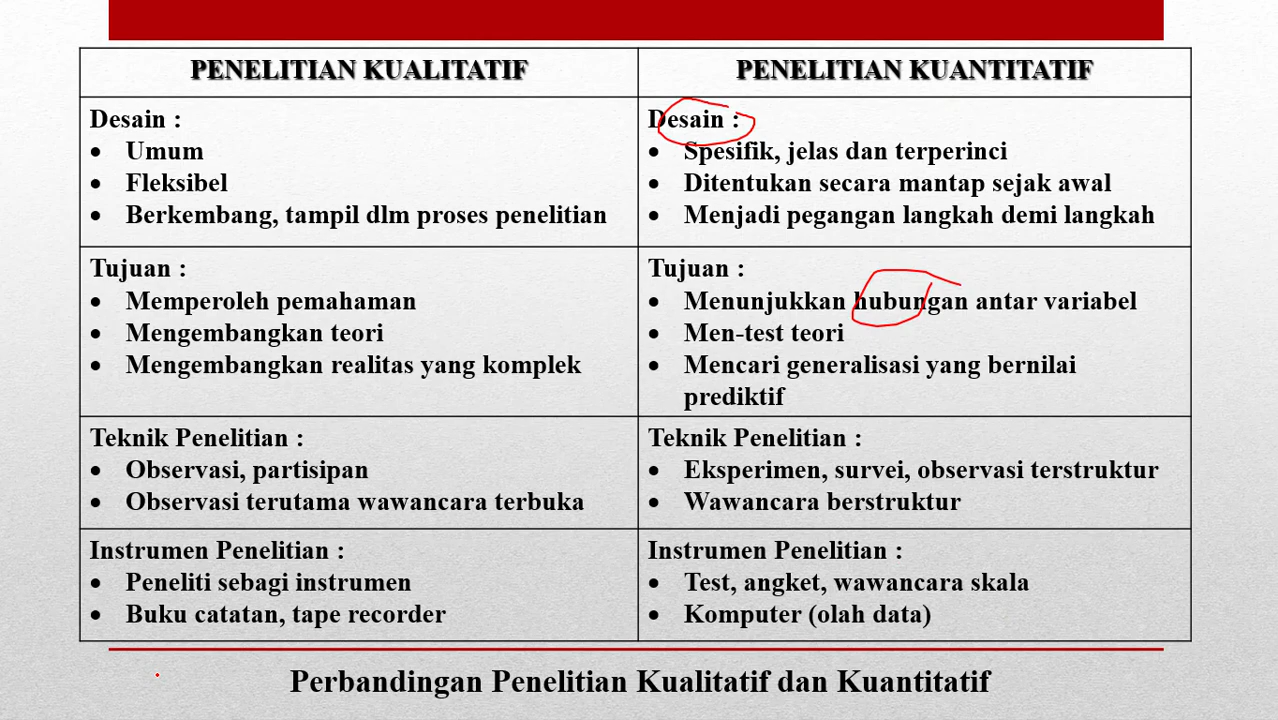 PENELITIAN KUALITATIF
PENELITIAN KUANTITATIF
Desain :
• Umum
• Fleksibel
• Berkembang, tampil dlm proses penelitian
Desain :
• Spesifik, jelas dan terperinci
• Ditentukan secara mantap sejak awal
• Menjadi pegangan langkah demi langkah
Tujuan :
• Memperoleh pemahaman
• Mengembangkan teori
• Mengembangkan realitas yang komplek
Tujuan :
• Menunjukkan hubungan antar variabel
• Men-test teori
• Mencari generalisasi yang bernilai
prediktif
Teknik Penelitian :
• Observasi, partisipan
• Observasi terutama wawancara terbuka
Teknik Penelitian :
• Eksperimen, survei, observasi terstruktur
• Wawancara berstruktur
Instrumen Penelitian :
• Peneliti sebagi instrumen
• Buku catatan, tape recorder
Instrumen Penelitian :
• Test, angket, wawancara skala
• Komputer (olah data)
Perbandingan Penelitian Kualitatif dan Kuantitatif